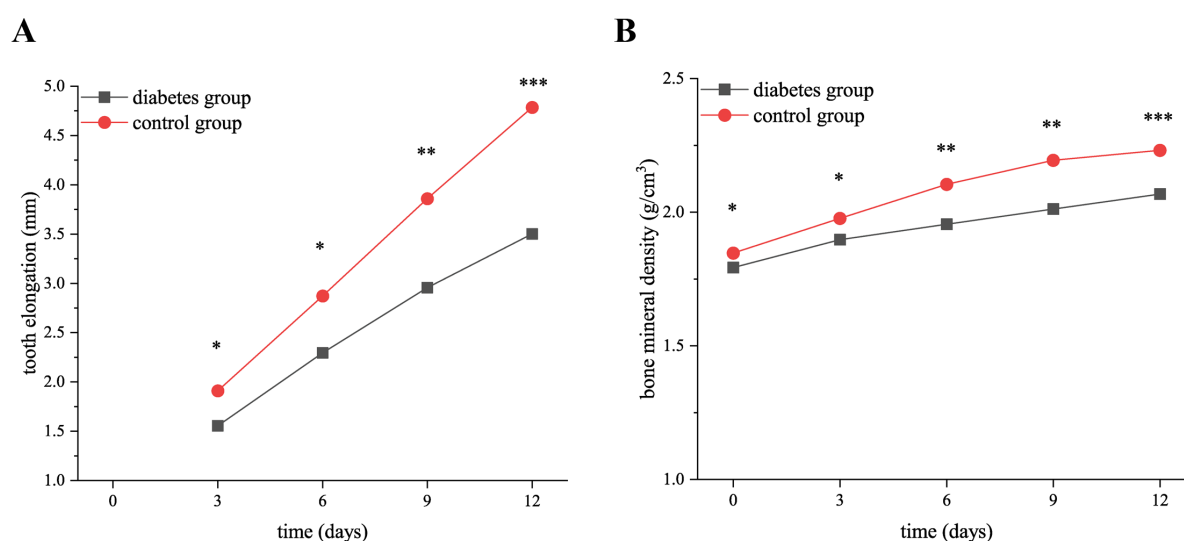 A
diabetes group
control group
5.0
4.5
4.0
3.5
3.0
2.5
2.0
1.5
1.0
tooth elongation (mm)
*
*
**
***
0 3 6 9 12
time (days)
B
diabetes group
control group
2.5
2.0
1.5
1.0
bone mineral density (g/cm³)
*
*
**
**
***
0 3 6 9 12
time (days)